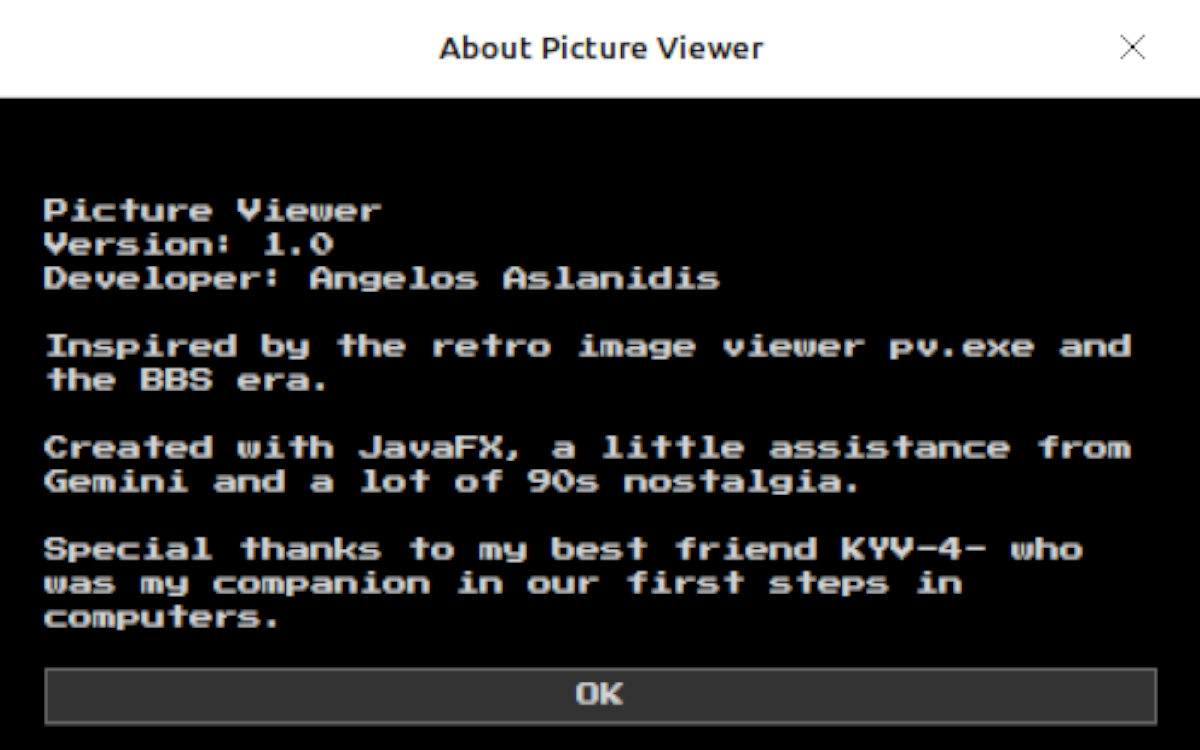 About Picture Viewer
Picture Viewer
Version: 1.0
Developer: Angelos Aslanidis
Inspired by the retro image viewer pv.exe and
the BBS era.
Created with JavaFX, a little assistance from
Gemini and a lot of 90s nostalgia.
Special thanks to my best friend KYV-4- who
was my companion in our first steps in
computers.
OK